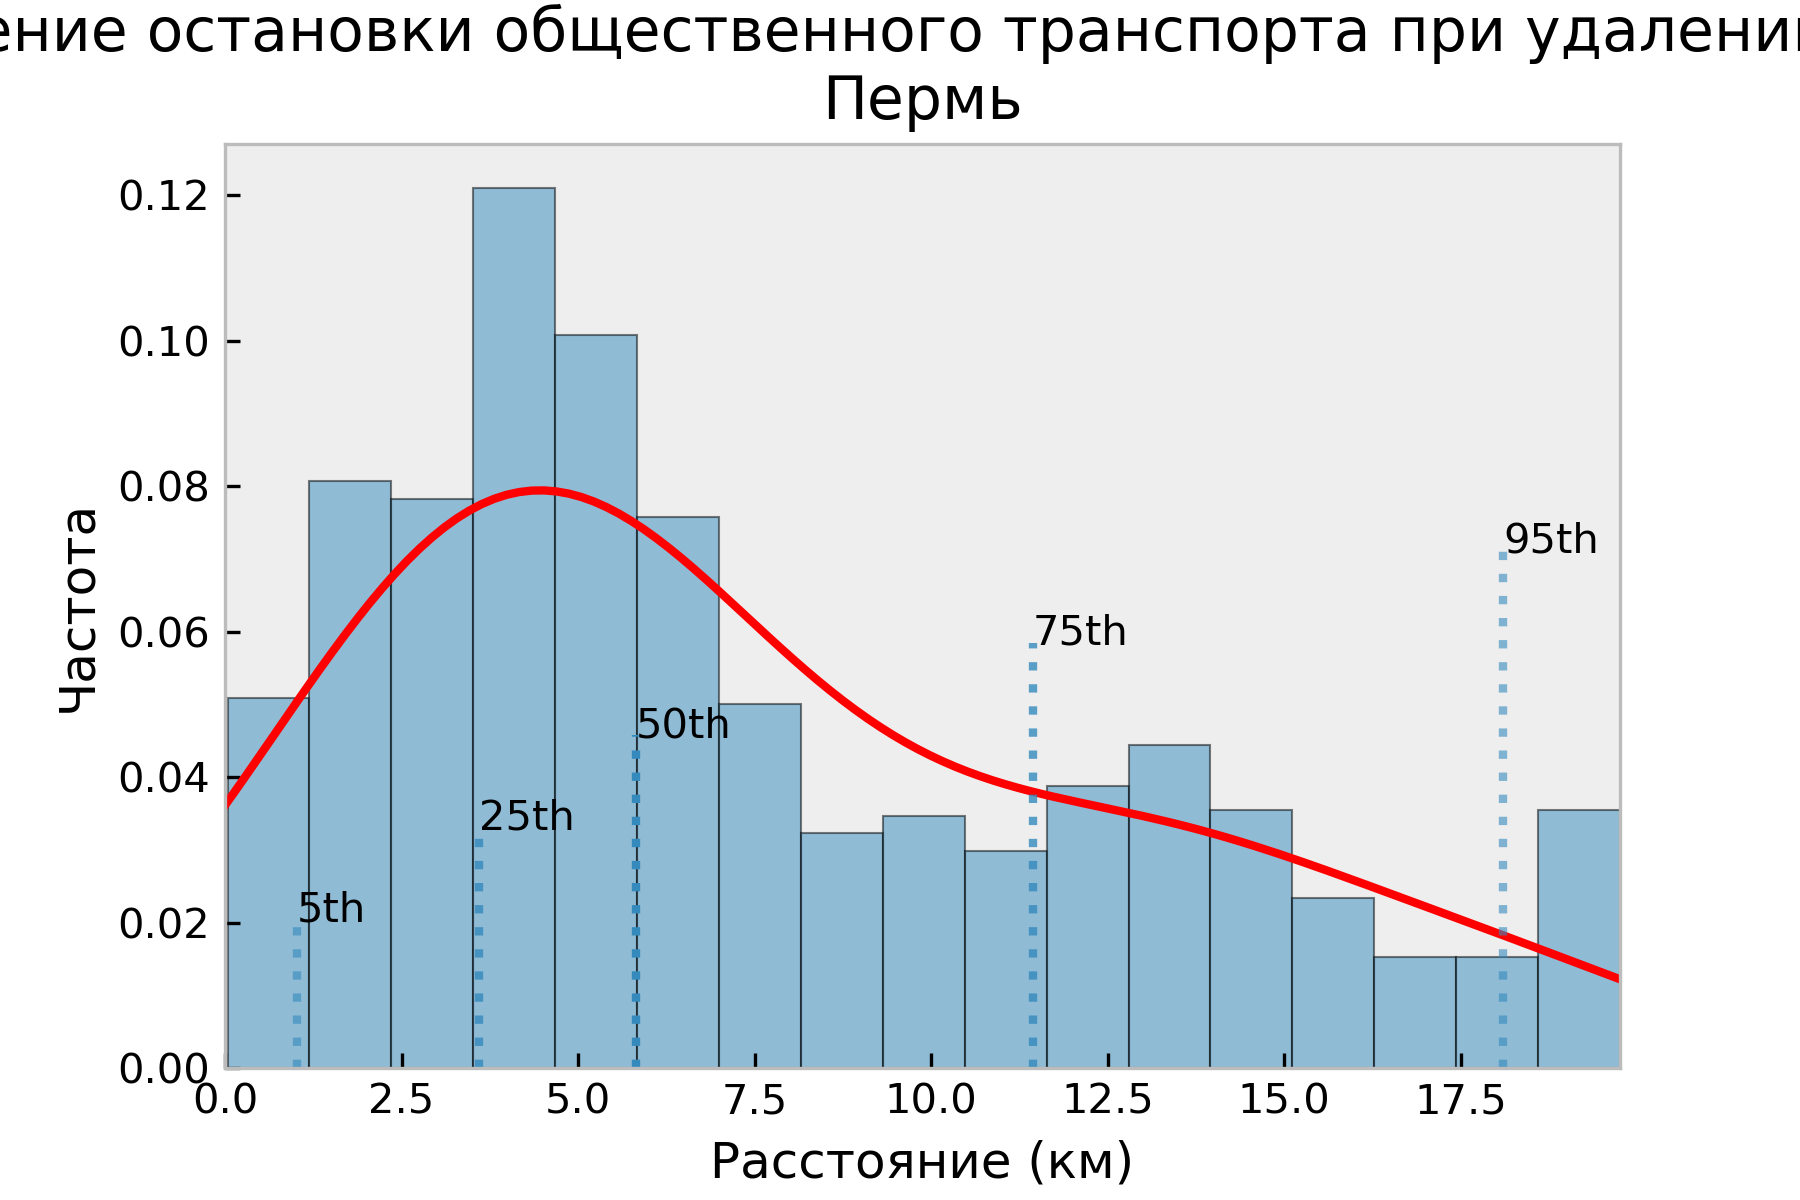 ение остановки общественного транспорта при удалени
Пермь
0.12
0.10
0.08
0.06
0.04
0.02
0.00
Частота
95th
75th
50th
25th
5th
0.0 2.5 5.0 7.5 10.0 12.5 15.0 17.5
Расстояние (км)